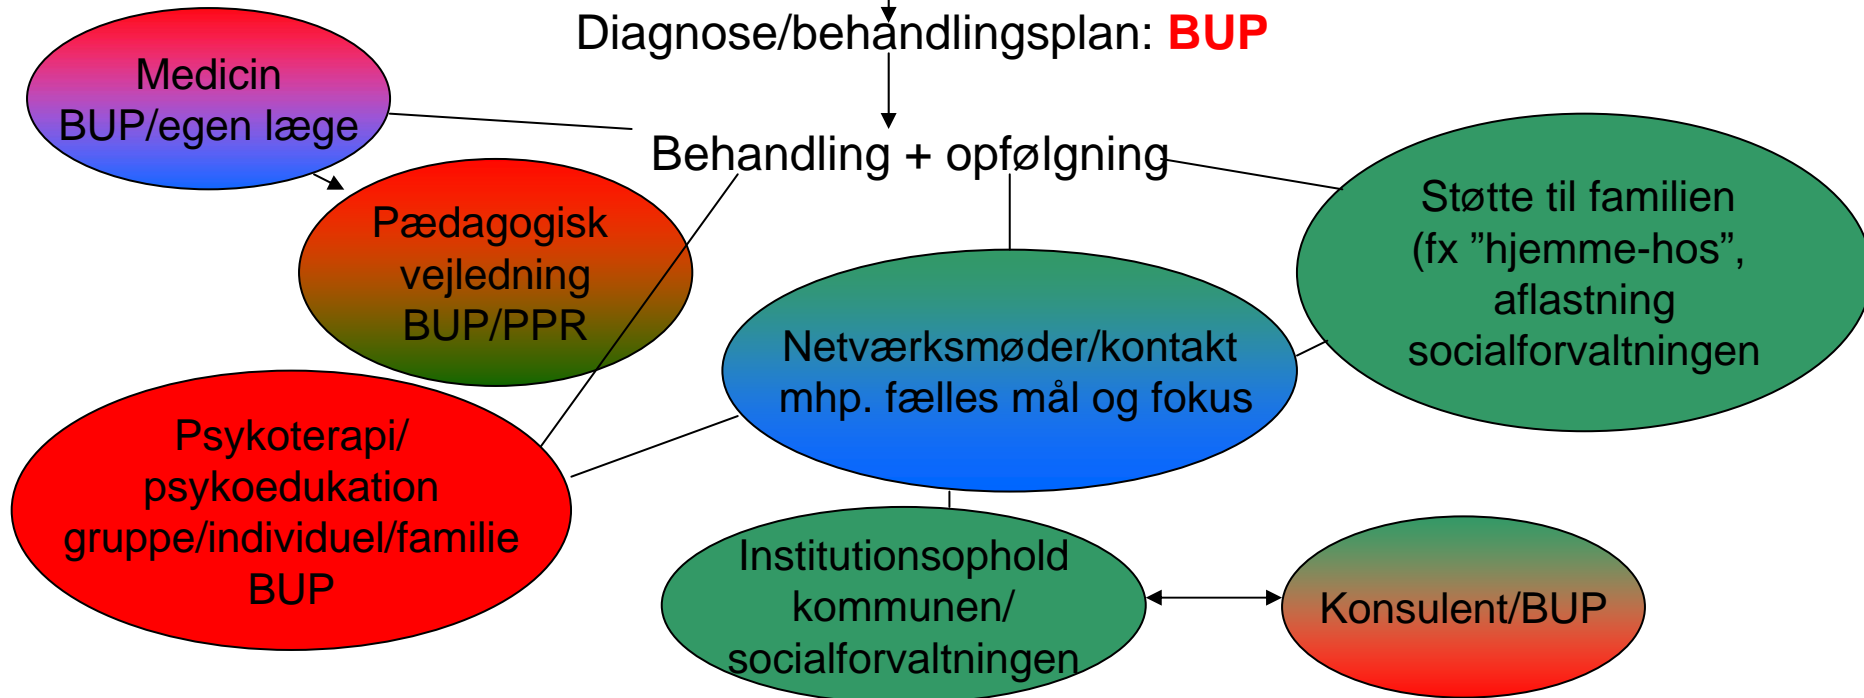 Diagnose/behandlingsplan: BUP
Medicin
BUP/egen læge
Behandling + opfølgning
Pædagogisk
vejledning
BUP/PPR
Støtte til familien
(fx ”hjemme-hos”,
aflastning
socialforvaltningen
Netværksmøder/kontakt
mhp. fælles mål og fokus
Psykoterapi/
psykoedukation
gruppe/individuel/familie
BUP
Institutionsophold
kommunen/
socialforvaltningen
Konsulent/BUP